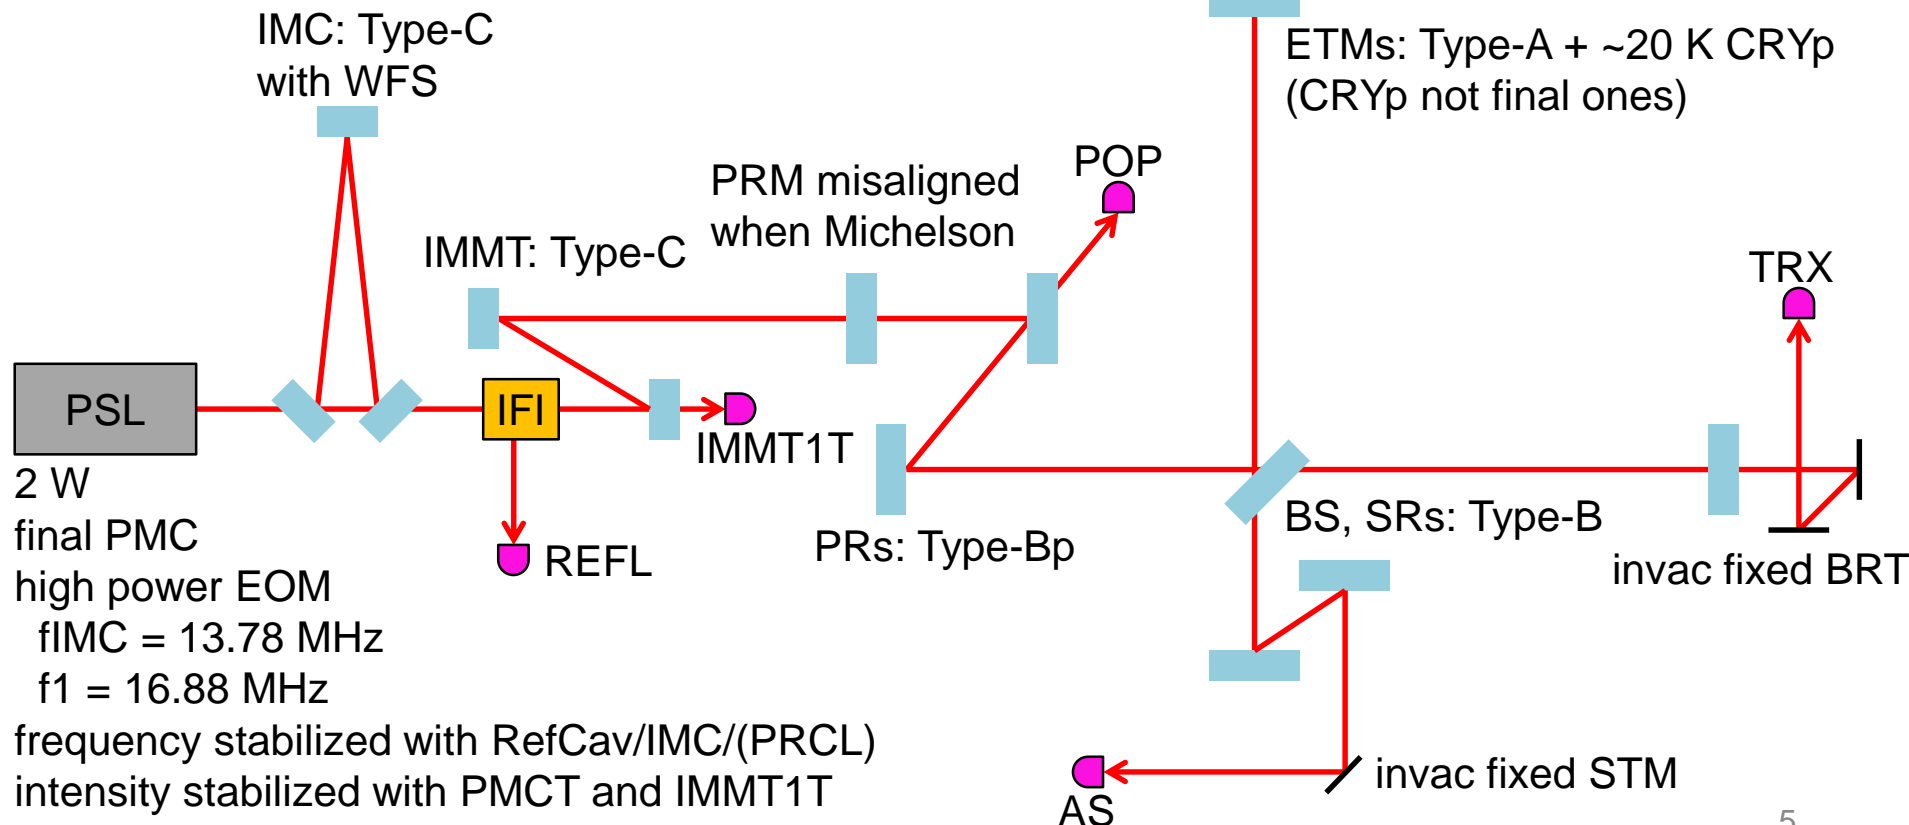 IMC: Type-C
with WFS
ETMs: Type-A + ~20 K CRYp
(CRYp not final ones)
POP
PRM misaligned
when Michelson
IMMT: Type-C
TRX
PSL
IFI
IMMT1T
2 W
final PMC
high power EOM
fIMC = 13.78 MHz
f1 = 16.88 MHz
frequency stabilized with RefCav/IMC/(PRCL)
intensity stabilized with PMCT and IMMT1T
REFL
PRs: Type-Bp
BS, SRs: Type-B
invac fixed BRT
invac fixed STM
AS
5